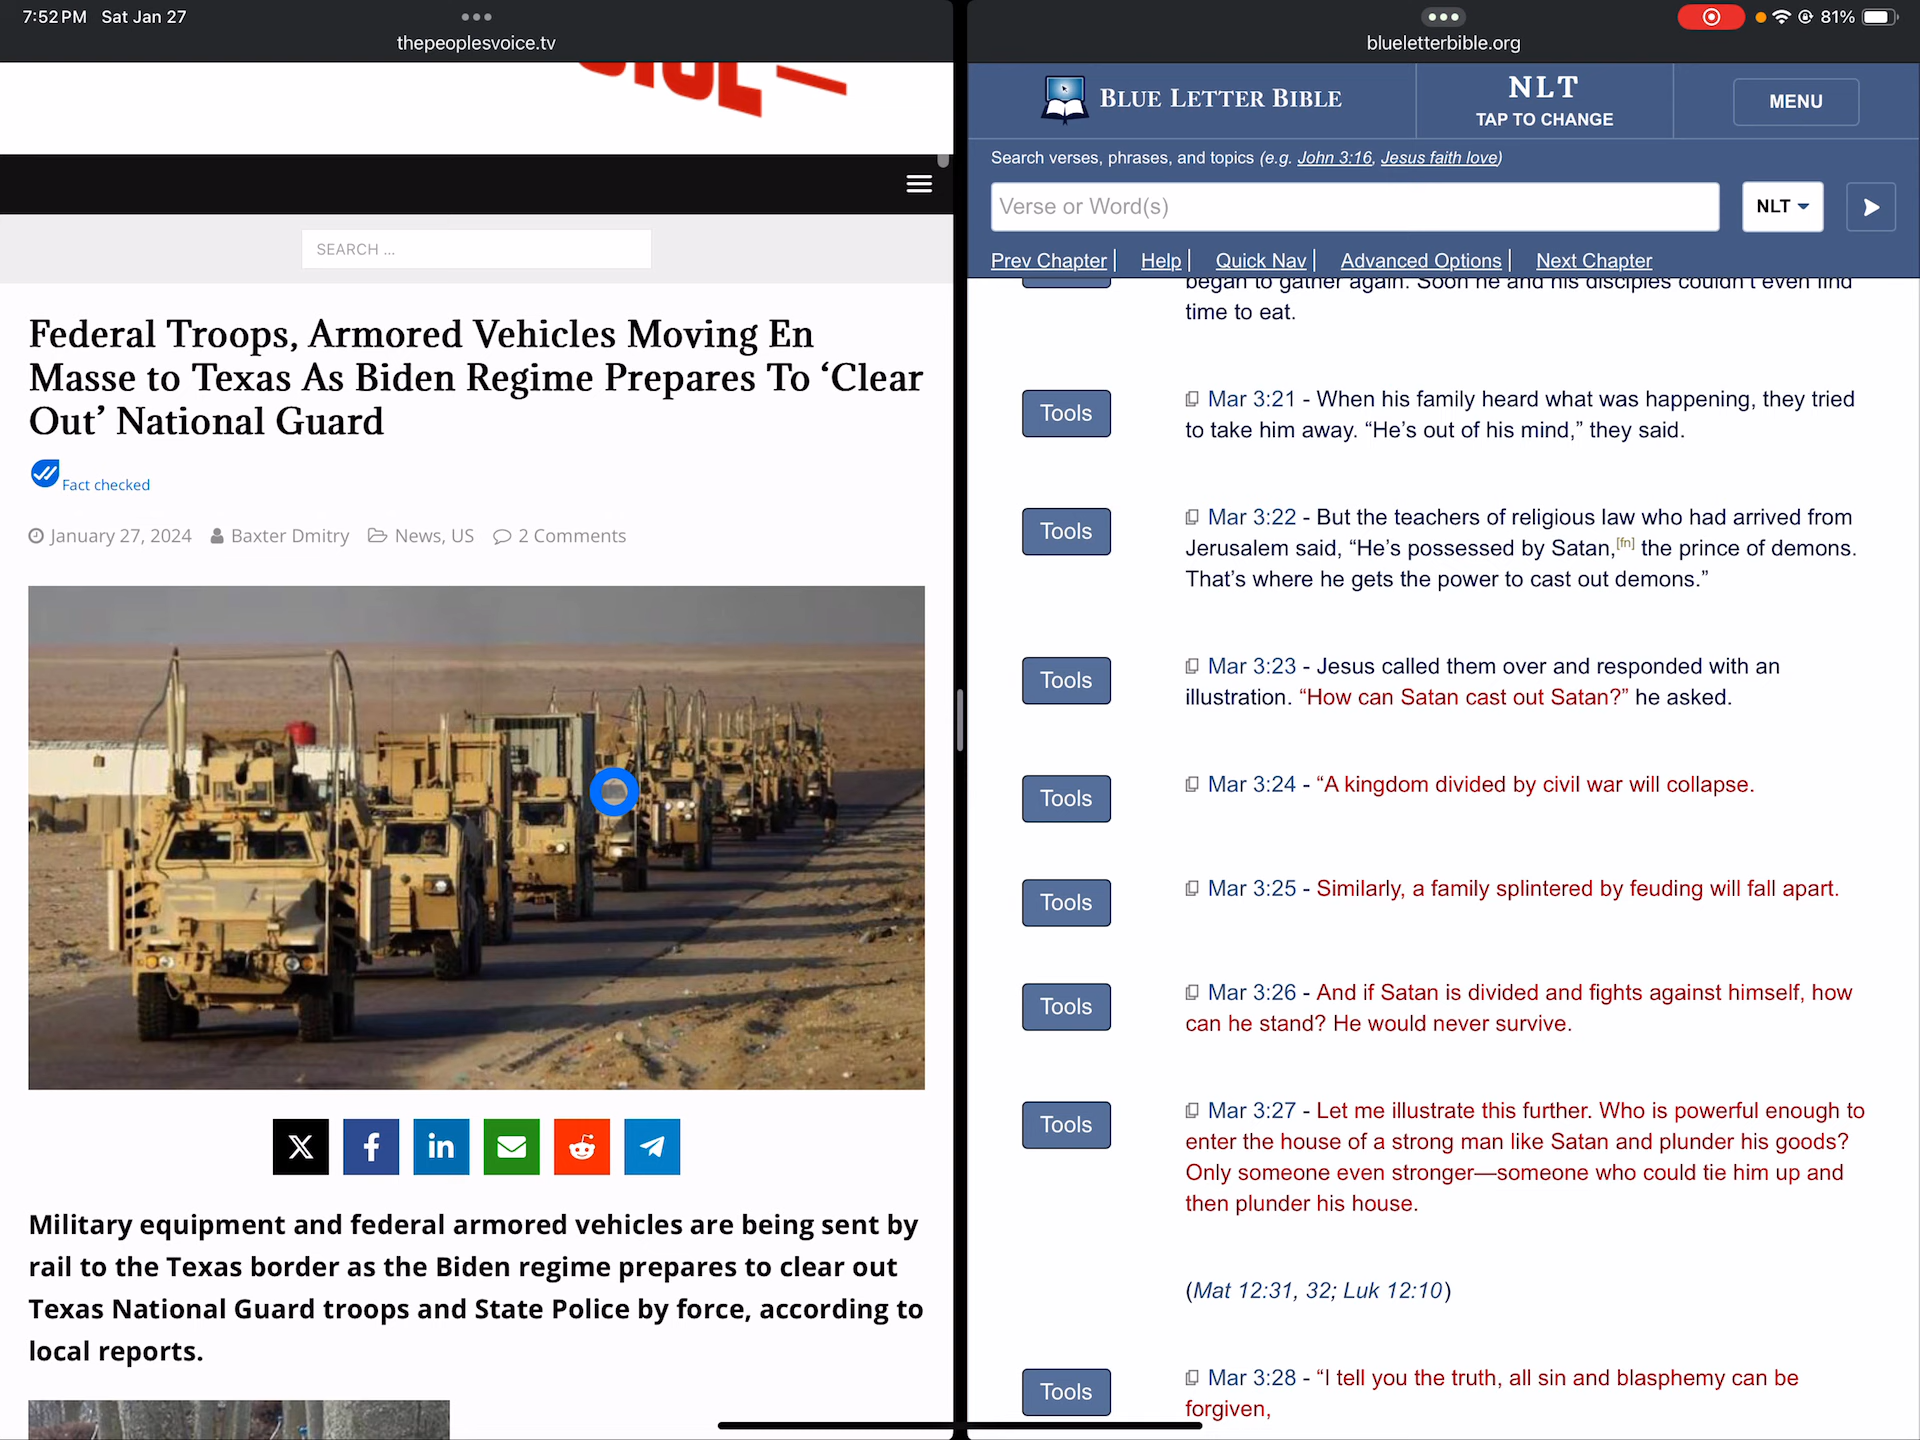 7:52 PM Sat Jan 27
thepeoplesvoice.tv
SEARCH ...
Federal Troops, Armored Vehicles Moving En
Masse to Texas As Biden Regime Prepares To ‘Clear
Out’ National Guard
Fact checked
January 27, 2024 Baxter Dmitry News, US 2 Comments
Military equipment and federal armored vehicles are being sent by
rail to the Texas border as the Biden regime prepares to clear out
Texas National Guard troops and State Police by force, according to
local reports.
81%
blueletterbible.org
BLUE LETTER BIBLE
NLT
TAP TO CHANGE
MENU
Search verses, phrases, and topics (e.g. John 3:16, Jesus faith love)
Verse or Word(s)
NLT
Prev Chapter | Help | Quick Nav | Advanced Options | Next Chapter
began to gather again. Soon he and his disciples couldn’t even find
time to eat.
Tools
Mar 3:21 - When his family heard what was happening, they tried
to take him away. “He’s out of his mind,” they said.
Tools
Mar 3:22 - But the teachers of religious law who had arrived from
Jerusalem said, “He’s possessed by Satan,[fn] the prince of demons.
That’s where he gets the power to cast out demons.”
Tools
Mar 3:23 - Jesus called them over and responded with an
illustration. “How can Satan cast out Satan?” he asked.
Tools
Mar 3:24 - “A kingdom divided by civil war will collapse.
Tools
Mar 3:25 - Similarly, a family splintered by feuding will fall apart.
Tools
Mar 3:26 - And if Satan is divided and fights against himself, how
can he stand? He would never survive.
Tools
Mar 3:27 - Let me illustrate this further. Who is powerful enough to
enter the house of a strong man like Satan and plunder his goods?
Only someone even stronger—someone who could tie him up and
then plunder his house.
(Mat 12:31, 32; Luk 12:10)
Tools
Mar 3:28 - “I tell you the truth, all sin and blasphemy can be
forgiven,